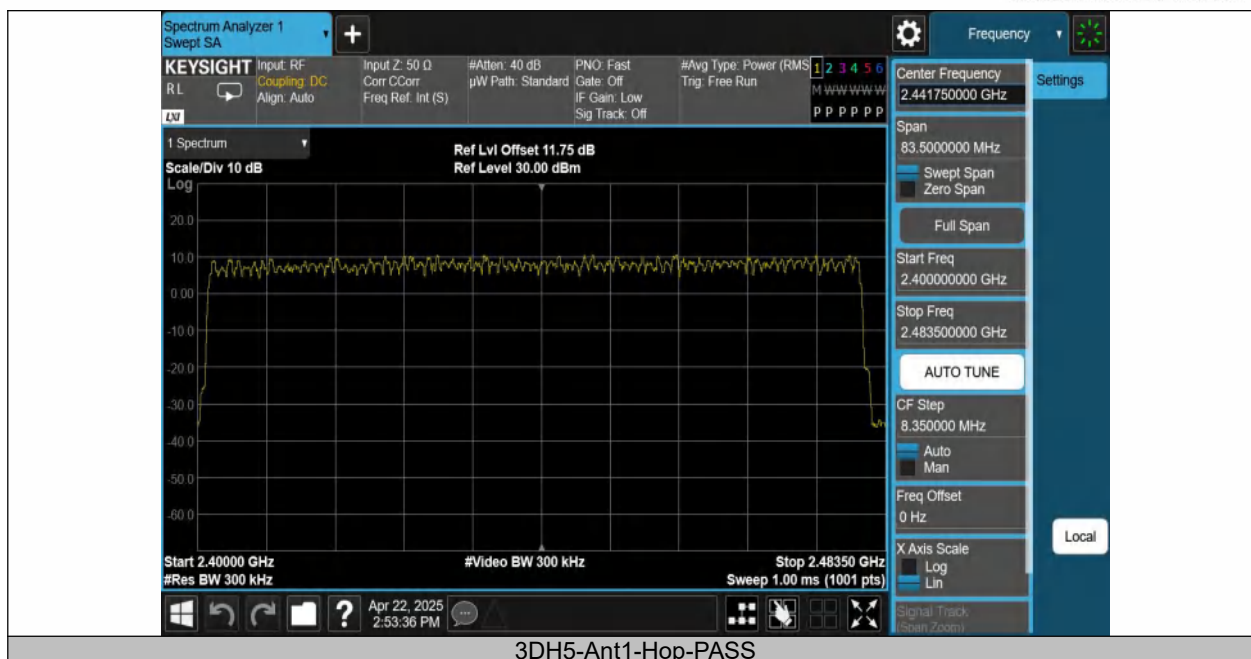 Spectrum Analyzer 1
Swept SA
Frequency
KEYSIGHT
RL
LXI
Input: RF
Coupling: DC
Align: Auto
Input Z: 50 Ω
Corr CCorr
Freq Ref: Int (S)
#Atten: 40 dB
µW Path: Standard
PNO: Fast
Gate: Off
IF Gain: Low
Sig Track: Off
#Avg Type: Power (RMS
Trig: Free Run
1 2 3 4 5 6
M W W W W W
P P P P P P
1 Spectrum
Scale/Div 10 dB
Ref Lvl Offset 11.75 dB
Ref Level 30.00 dBm
Log
20.0
10.0
0.00
-10.0
-20.0
-30.0
-40.0
-50.0
-60.0
Start 2.40000 GHz
#Res BW 300 kHz
#Video BW 300 kHz
Stop 2.48350 GHz
Sweep 1.00 ms (1001 pts)
Center Frequency
2.441750000 GHz
Settings
Span
83.5000000 MHz
Swept Span
Zero Span
Full Span
Start Freq
2.400000000 GHz
Stop Freq
2.483500000 GHz
AUTO TUNE
CF Step
8.350000 MHz
Auto
Man
Freq Offset
0 Hz
X Axis Scale
Log
Lin
Signal Track
(Span Zoom)
Local
?
Apr 22, 2025
2:53:36 PM
3DH5-Ant1-Hop-PASS